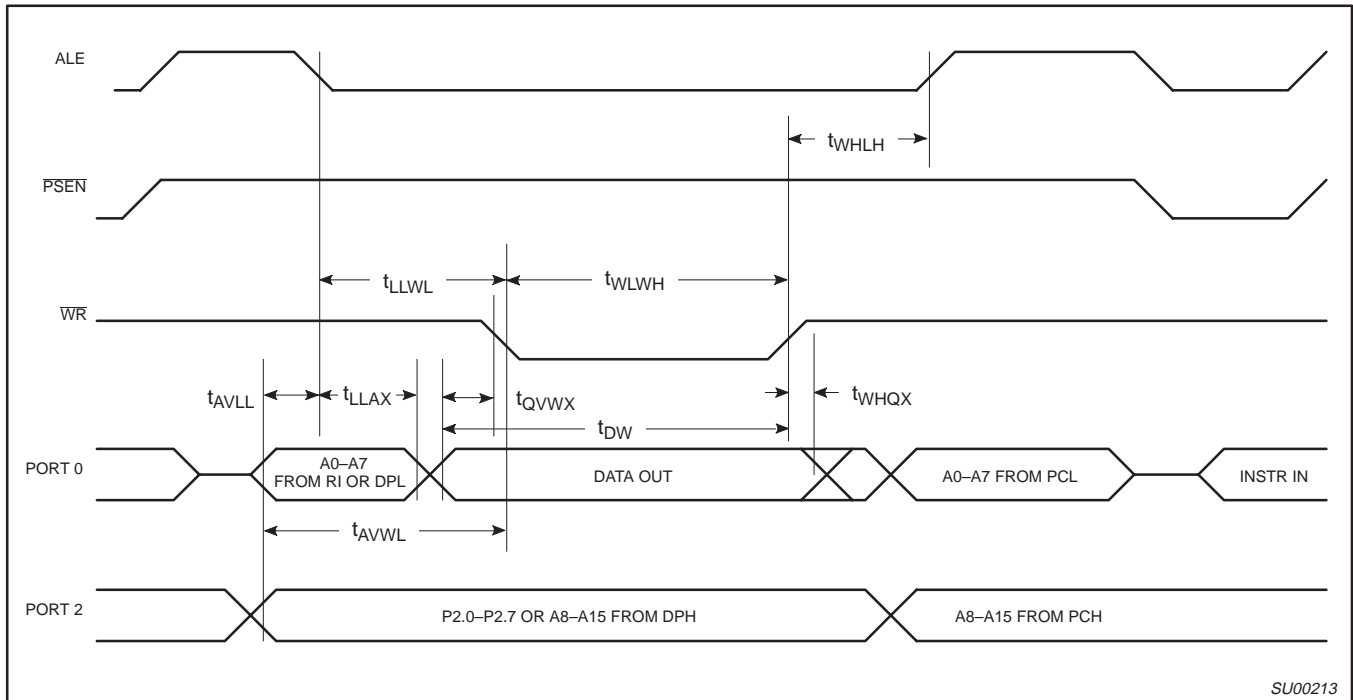 ALE
tWHLH
PSEN
tLLWL
tWLWH
WR
tAVLL
tLLAX
tQVWX
tWHQX
tDW
PORT 0
A0–A7
FROM RI OR DPL
DATA OUT
A0–A7 FROM PCL
INSTR IN
tAVWL
PORT 2
P2.0–P2.7 OR A8–A15 FROM DPH
A8–A15 FROM PCH
SU00213